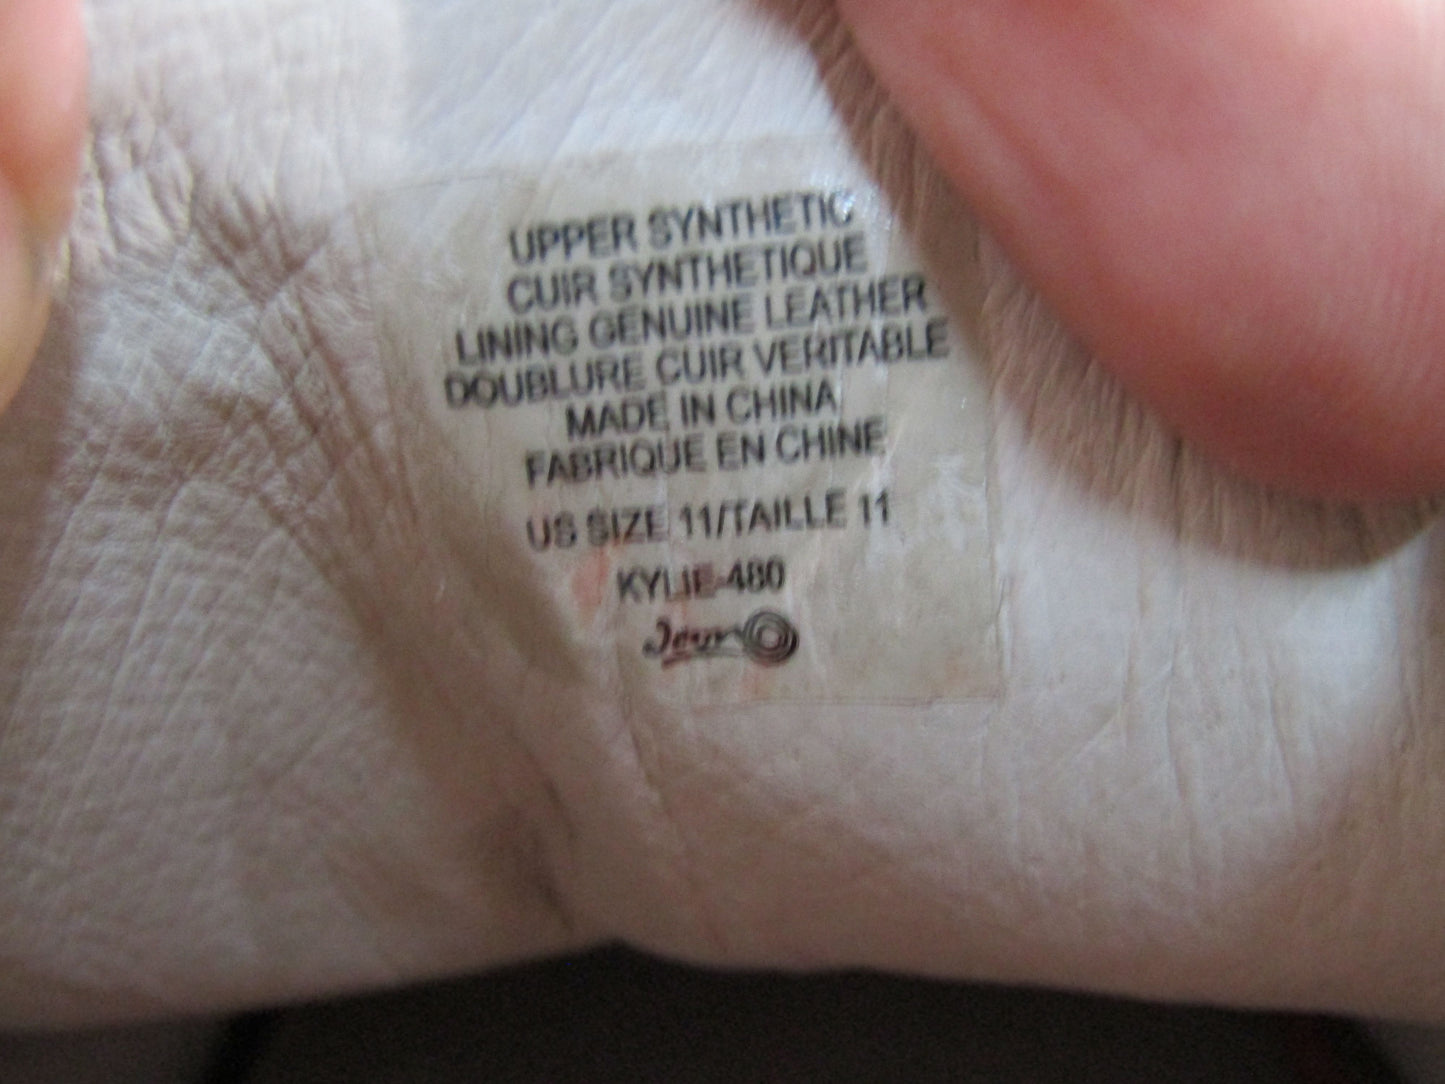 UPPER SYNTHETIC
CUIR SYNTHETIQUE
LINING GENUINE LEATHER
DOUBLURE CUIR VERITABLE
MADE IN CHINA
FABRIQUE EN CHINE
US SIZE 11/TAILLE 11
KYLIE-480